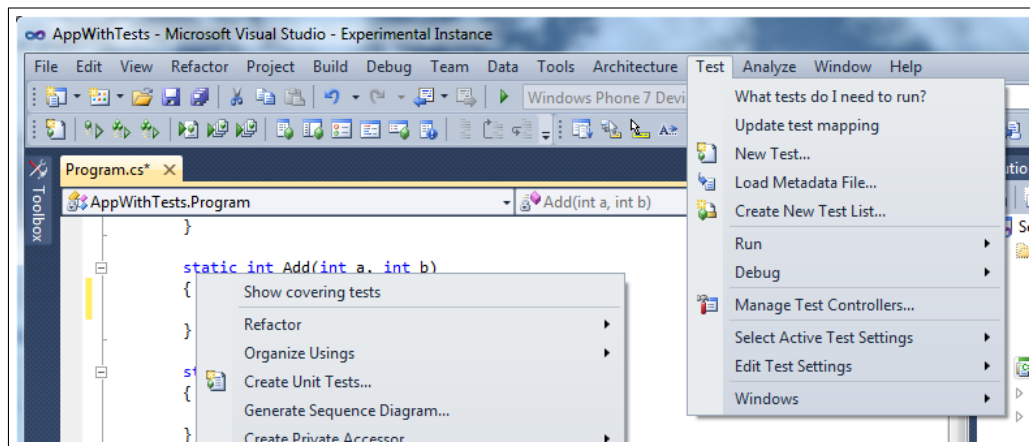 AppWithTests - Microsoft Visual Studio - Experimental Instance
File Edit View Refactor Project Build Debug Team Data Tools Architecture Test Analyze Window Help
Windows Phone 7 Devi
What tests do I need to run?
Update test mapping
New Test...
Load Metadata File...
Create New Test List...
Run
Debug
Manage Test Controllers...
Select Active Test Settings
Edit Test Settings
Windows
Toolbox
Program.cs*
AppWithTests.Program
Add(int a, int b)
}
static int Add(int a, int b)
{
}
st
{
}
Show covering tests
Refactor
Organize Usings
Create Unit Tests...
Generate Sequence Diagram...
Create Private Accessor